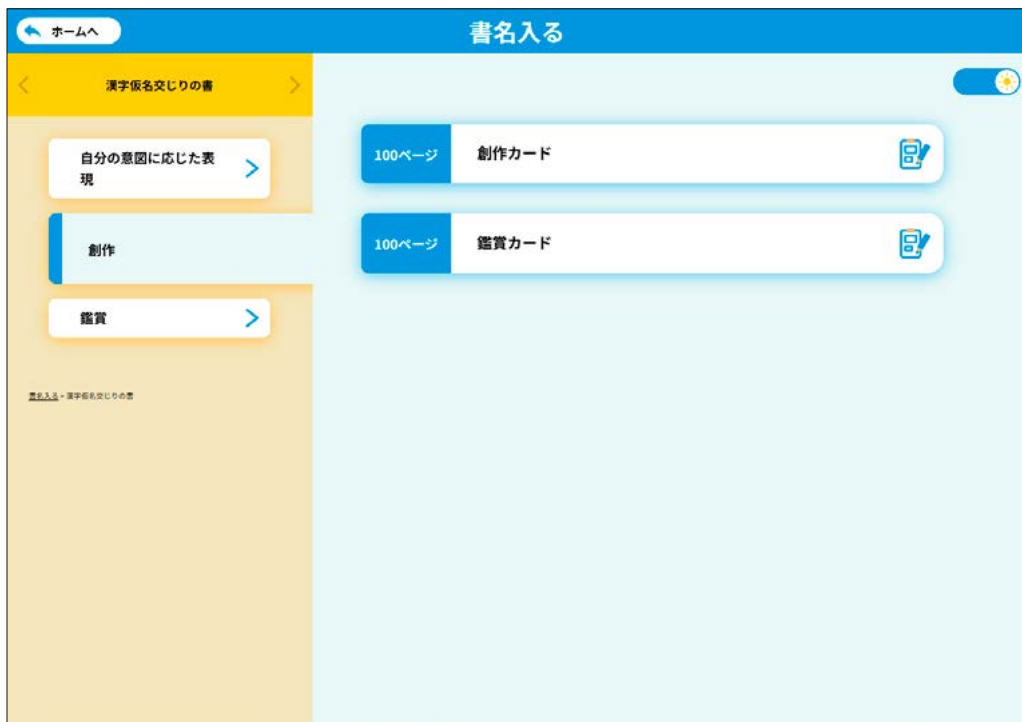 ホームへ
書名入る
漢字仮名交じりの書
自分の意図に応じた表
現
創作
鑑賞
書名入る > 漢字仮名交じりの書
100ページ
創作カード
100ページ
鑑賞カード